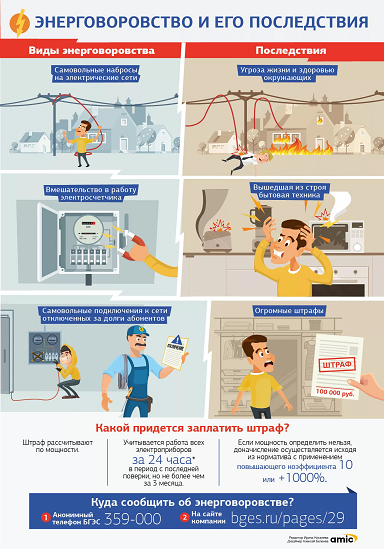 ЭНЕРГОВОРОВСТВО И ЕГО ПОСЛЕДСТВИЯ
Виды энерговоровства
Последствия
Самовольные набросы
на электрические сети
Угроза жизни и здоровью
окружающих
Вмешательство в работу
электросчетчика
Вышедшая из строя
бытовая техника
Самовольные подключения к сети
отключенных за долги абонентов
Огромные штрафы
ШТРАФ
100 000 руб.
Какой придется заплатить штраф?
Штраф рассчитывают
по мощности.
Учитывается работа всех
электроприборов
за 24 часа*
в период с последней
поверки, но не более чем
за 5 месяца.
Если мощность определить нельзя,
доначисление осуществляется исходя
из норматива с применением
повышающего коэффициента 10
или +1000%.
Куда сообщить об энерговоровстве?
1 Анонимный
телефон БГЭС 359-000
2 На сайте
компании bges.ru/pages/29
amic